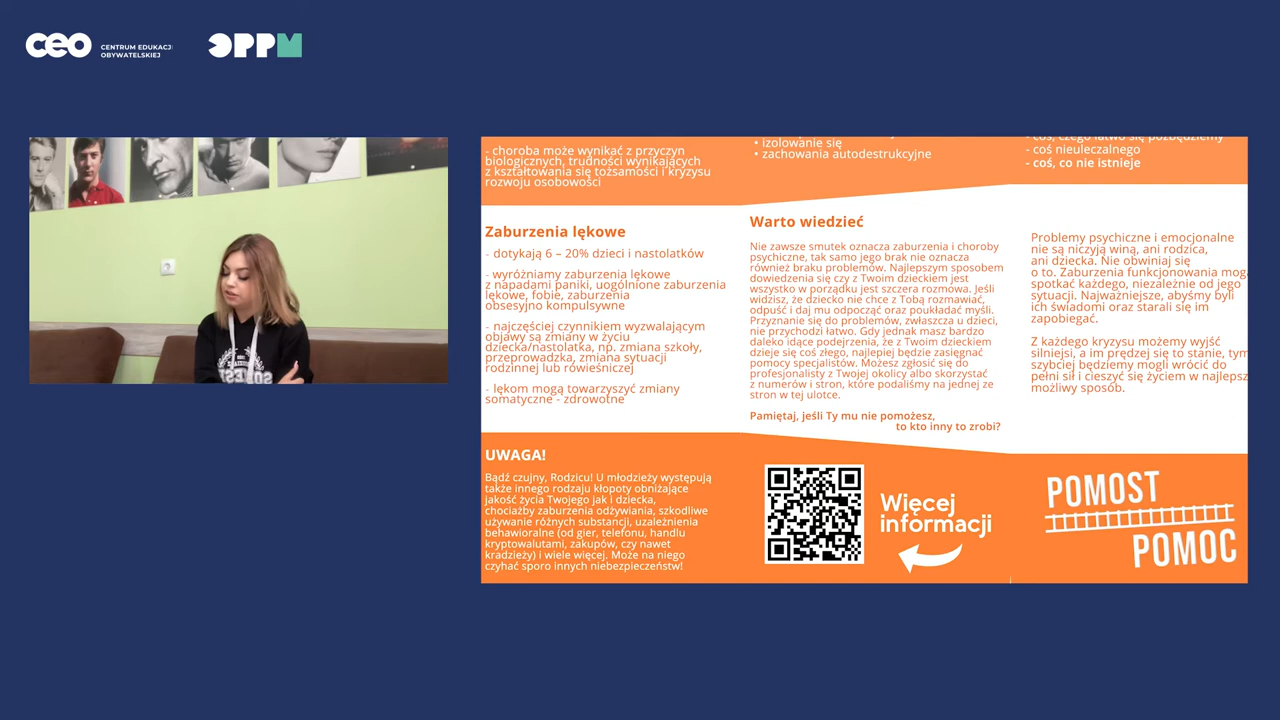 ceo
CENTRUM EDUKACJI
OBYWATELSKIEJ
OPPM
- choroba może wynikać z przyczyn
biologicznych, trudności wynikających
z kształtowania się tożsamości i kryzysu
rozwoju osobowości
• izolowanie się
• zachowania autodestrukcyjne
- coś, czego łatwo się pozbędziemy
- coś nieuleczalnego
- coś, co nie istnieje
Zaburzenia lękowe
- dotykają 6 – 20% dzieci i nastolatków
- wyróżniamy zaburzenia lękowe
z napadami paniki, uogólnione zaburzenia
lękowe, fobie, zaburzenia
obsesyjno kompulsywne
- najczęściej czynnikiem wyzwalającym
objawy są zmiany w życiu
dziecka/nastolatka, np. zmiana szkoły,
przeprowadzka, zmiana sytuacji
rodzinnej lub rówieśniczej
- lękom mogą towarzyszyć zmiany
somatyczne - zdrowotne
Warto wiedzieć
Nie zawsze smutek oznacza zaburzenia i choroby
psychiczne, tak samo jego brak nie oznacza
również braku problemów. Najlepszym sposobem
dowiedzenia się czy z Twoim dzieckiem jest
wszystko w porządku jest szczera rozmowa. Jeśli
widzisz, że dziecko nie chce z Tobą rozmawiać,
odpuść i daj mu odpocząć oraz poukładać myśli.
Przyznanie się do problemów, zwłaszcza u dzieci,
nie przychodzi łatwo. Gdy jednak masz bardzo
daleko idące podejrzenia, że z Twoim dzieckiem
dzieje się coś złego, najlepiej będzie zasięgnąć
pomocy specjalistów. Możesz zgłosić się do
profesjonalisty z Twojej okolicy albo skorzystać
z numerów i stron, które podaliśmy na jednej ze
stron w tej ulotce.
Pamiętaj, jeśli Ty mu nie pomożesz,
to kto inny to zrobi?
Problemy psychiczne i emocjonalne
nie są niczyją winą, ani rodzica,
ani dziecka. Nie obwiniaj się
o to. Zaburzenia funkcjonowania mogą
spotkać każdego, niezależnie od jego
sytuacji. Najważniejsze, abyśmy byli
ich świadomi oraz starali się im
zapobiegać.
Z każdego kryzysu możemy wyjść
silniejsi, a im prędzej się to stanie, tym
szybciej będziemy mogli wrócić do
pełni sił i cieszyć się życiem w najlepsz
możliwy sposób.
UWAGA!
Bądź czujny, Rodzicu! U młodzieży występują
także innego rodzaju kłopoty obniżające
jakość życia Twojego jak i dziecka,
chociażby zaburzenia odżywiania, szkodliwe
używanie różnych substancji, uzależnienia
behawioralne (od gier, telefonu, handlu
kryptowalutami, zakupów, czy nawet
kradzieży) i wiele więcej. Może na niego
czyhać sporo innych niebezpieczeństw!
Więcej
informacji
POMOST
POMOC